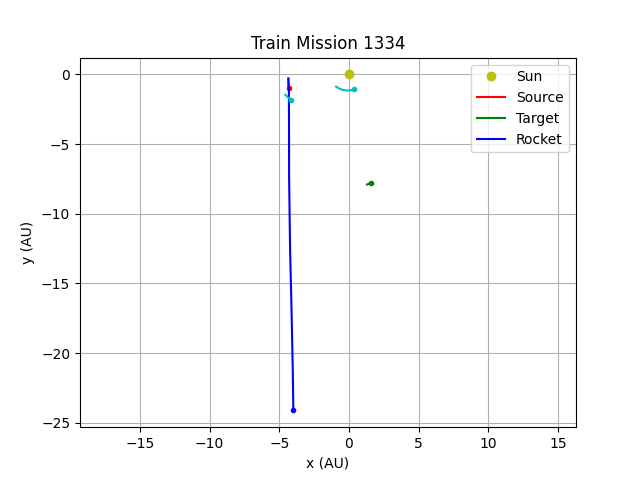 Train Mission 1334
Sun
Source
Target
Rocket
y (AU)
0
−5
−10
−15
−20
−25
−15
−10
−5
0
5
10
15
x (AU)